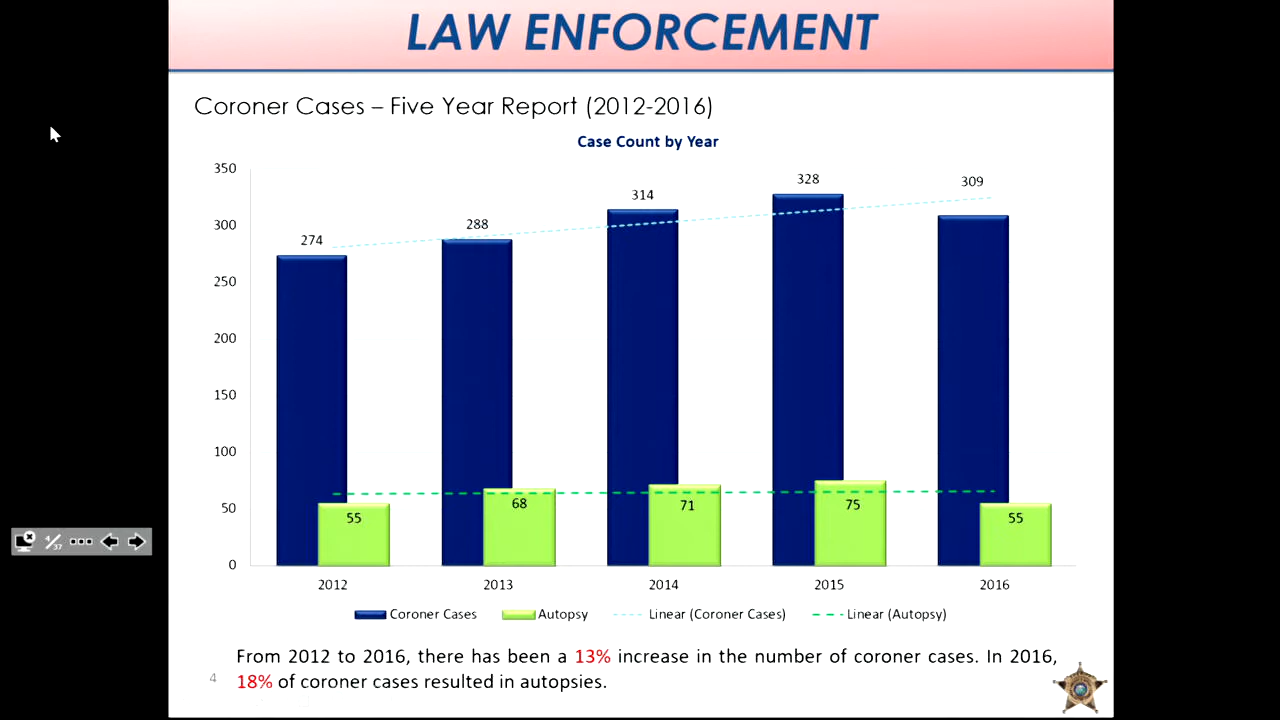 LAW ENFORCEMENT
Coroner Cases – Five Year Report (2012-2016)
Case Count by Year
350
300
250
200
150
100
50
0
274
288
314
328
309
55
68
71
75
55
2012 2013 2014 2015 2016
Coroner Cases Autopsy Linear (Coroner Cases) Linear (Autopsy)
From 2012 to 2016, there has been a 13% increase in the number of coroner cases. In 2016,
18% of coroner cases resulted in autopsies.
4
4/37